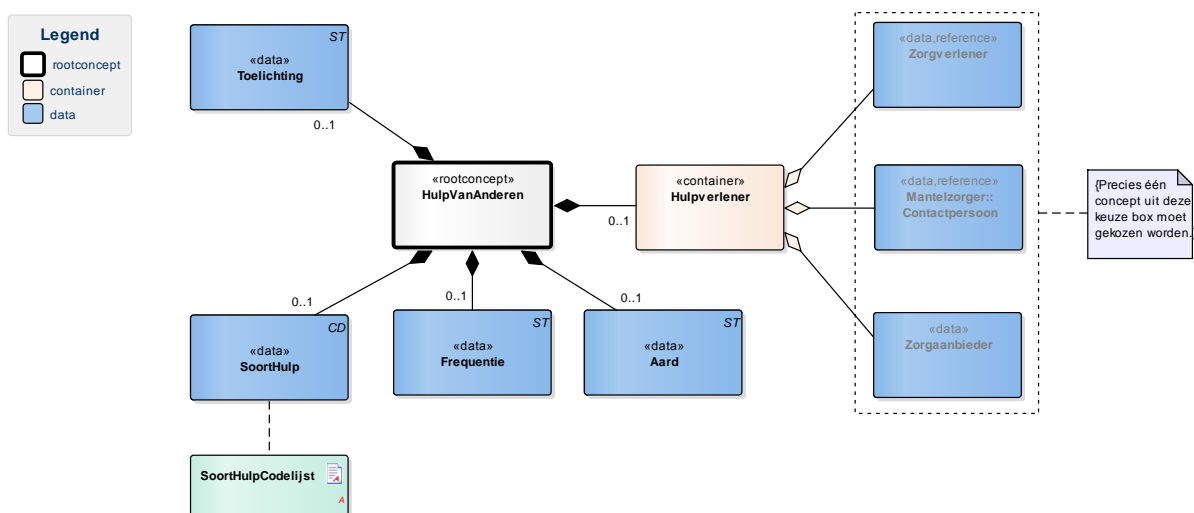 Legend
rootconcept
container
data
ST
«data»
Toelichting
0..1
«rootconcept»
HulpVanAnderen
0..1
«container»
Hulpverlener
«data,reference»
Zorgverlener
«data,reference»
Mantelzorger::
Contactpersoon
«data»
Zorgaanbieder
{Precies één
concept uit deze
keuze box moet
gekozen worden.
0..1
CD
«data»
SoortHulp
0..1
ST
«data»
Frequentie
0..1
ST
«data»
Aard
SoortHulpCodelijst
A